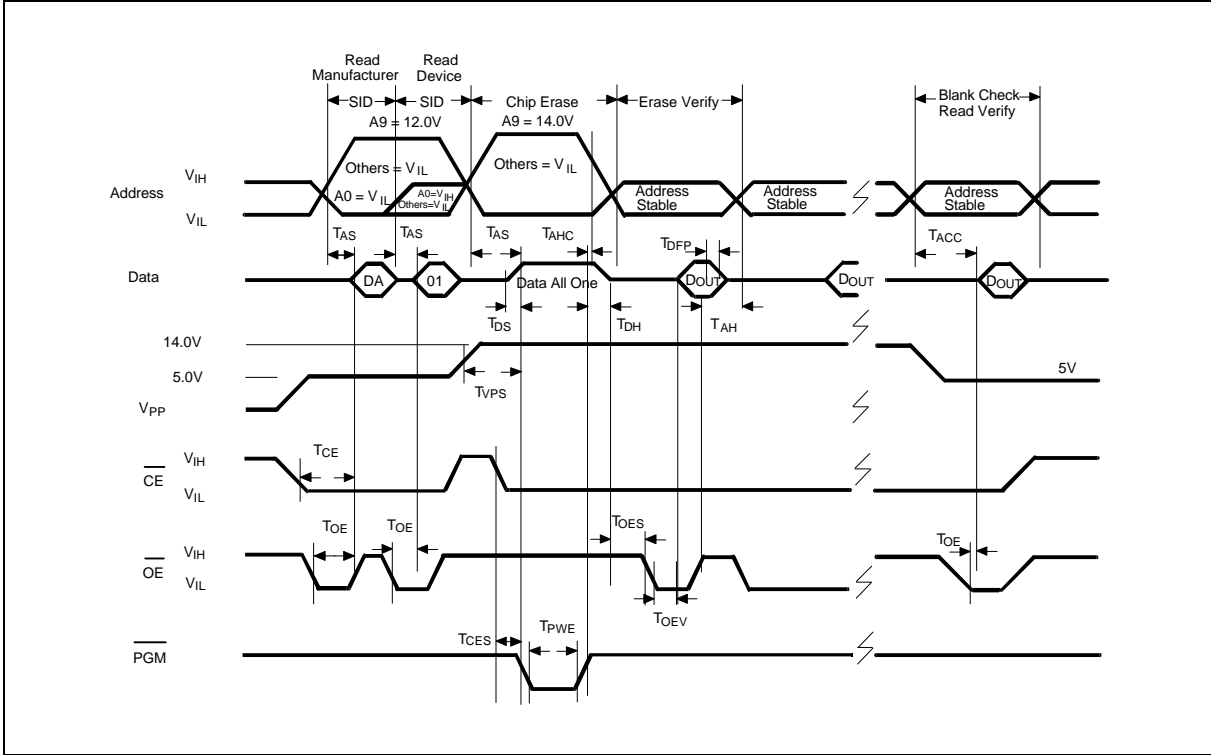 Read Manufacturer
Read Device
SID
SID
Chip Erase
Erase Verify
Blank Check
Read Verify
A9 = 12.0V
A9 = 14.0V
Others = VIL
Others = VIL
Address
VIH
VIL
A0 = VIL
A0=VIH
Others=VIL
Address Stable
Address Stable
Address Stable
TAS
TAS
TAS
TAHC
TDFP
TACC
Data
DA
01
Data All One
DOUT
DOUT
DOUT
TDS
TDH
TAH
14.0V
5.0V
VPP
TVPS
5V
CE
VIH
VIL
TCE
OE
VIH
VIL
TOE
TOE
TOES
TOEV
TOE
PGM
TCES
TPWE